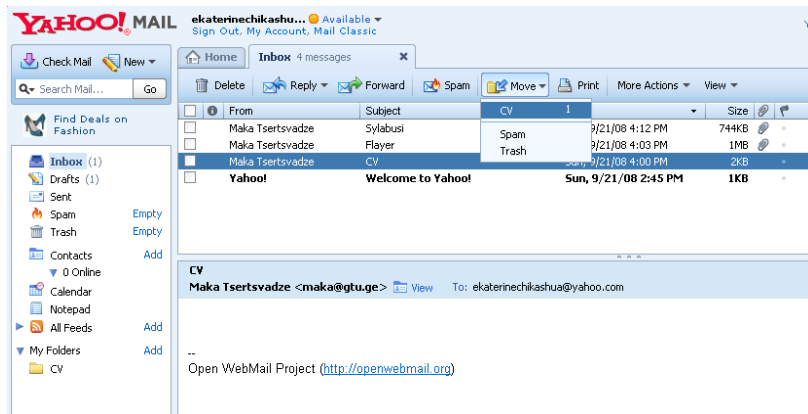 YAHOO! MAIL
ekaterinechikashu... Available
Sign Out, My Account, Mail Classic
Check Mail New
Search Mail... Go
Find Deals on
Fashion
Inbox (1)
Drafts (1)
Sent
Spam Empty
Trash Empty
Contacts Add
0 Online
Calendar
Notepad
All Feeds Add
My Folders Add
CV
Home Inbox 4 messages
Delete Reply Forward Spam Move Print More Actions View
From Subject Size
CV 1
Spam
Trash
Maka Tsertsvadze Sylabusi 9/21/08 4:12 PM 744KB
Maka Tsertsvadze Flayer 9/21/08 4:03 PM 1MB
Maka Tsertsvadze CV Sun, 9/21/08 4:00 PM 2KB
Yahoo! Welcome to Yahoo! Sun, 9/21/08 2:45 PM 1KB
CV
Maka Tsertsvadze <maka@gtu.ge> View To: ekaterinechikashua@yahoo.com
--
Open WebMail Project (http://openwebmail.org)